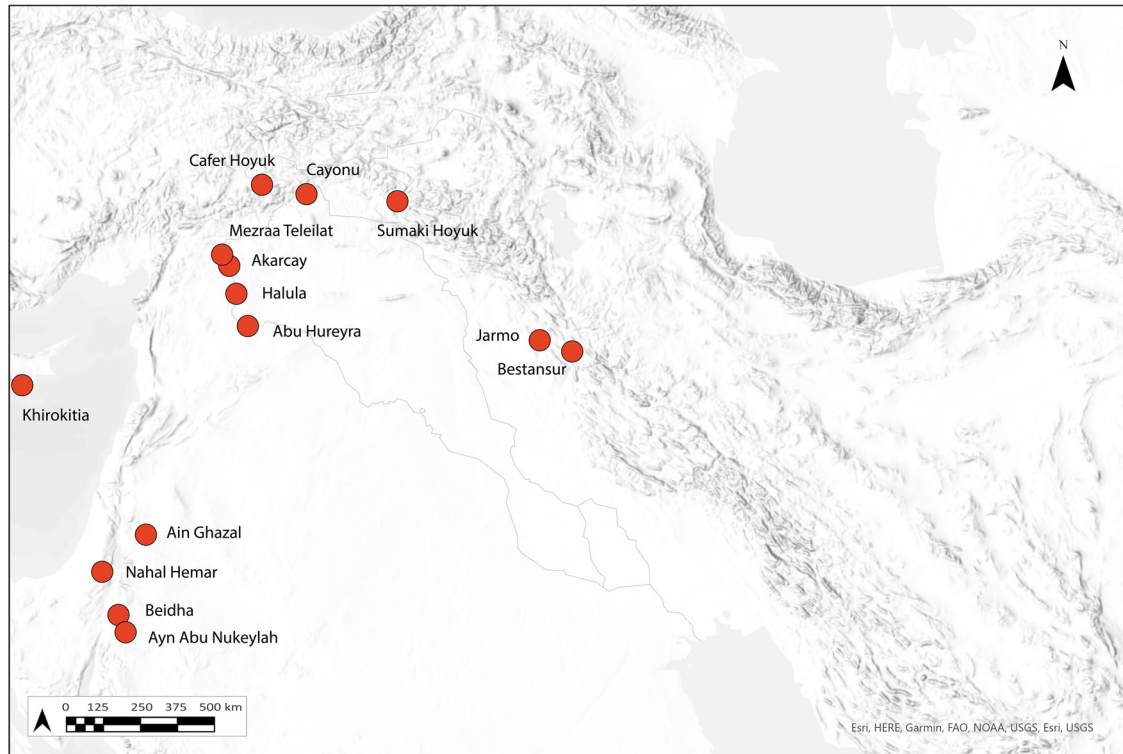 N
Cafer Hoyuk
Cayonu
Mezraa Teleilat
Sumaki Hoyuk
Akarcay
Halula
Abu Hureyra
Jarmo
Bestansur
Khirokitia
Ain Ghazal
Nahal Hemar
Beidha
Ayn Abu Nukeylah
0 125 250 375 500 km
Esri, HERE, Garmin, FAO, NOAA, USGS, Esri, USGS